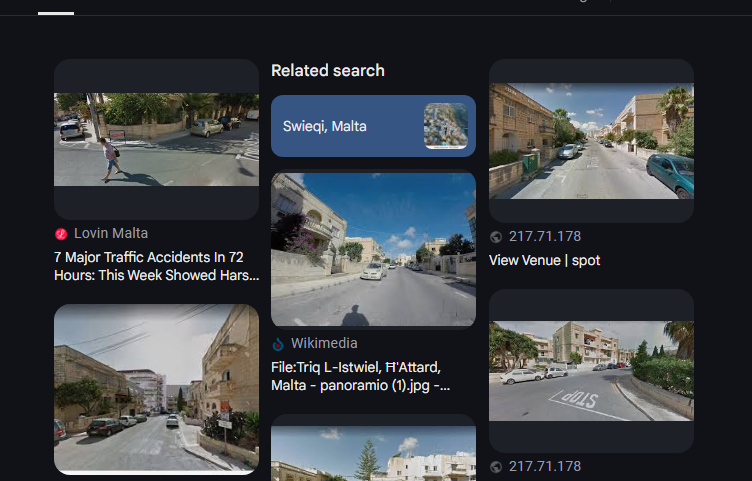 Lovin Malta
7 Major Traffic Accidents In 72
Hours: This Week Showed Hars...
Related search
Swieqi, Malta
Wikimedia
File:Triq L-Istwiel, Ħ'Attard,
Malta - panoramio (1).jpg -...
217.71.178
View Venue | spot
STOP
217.71.178